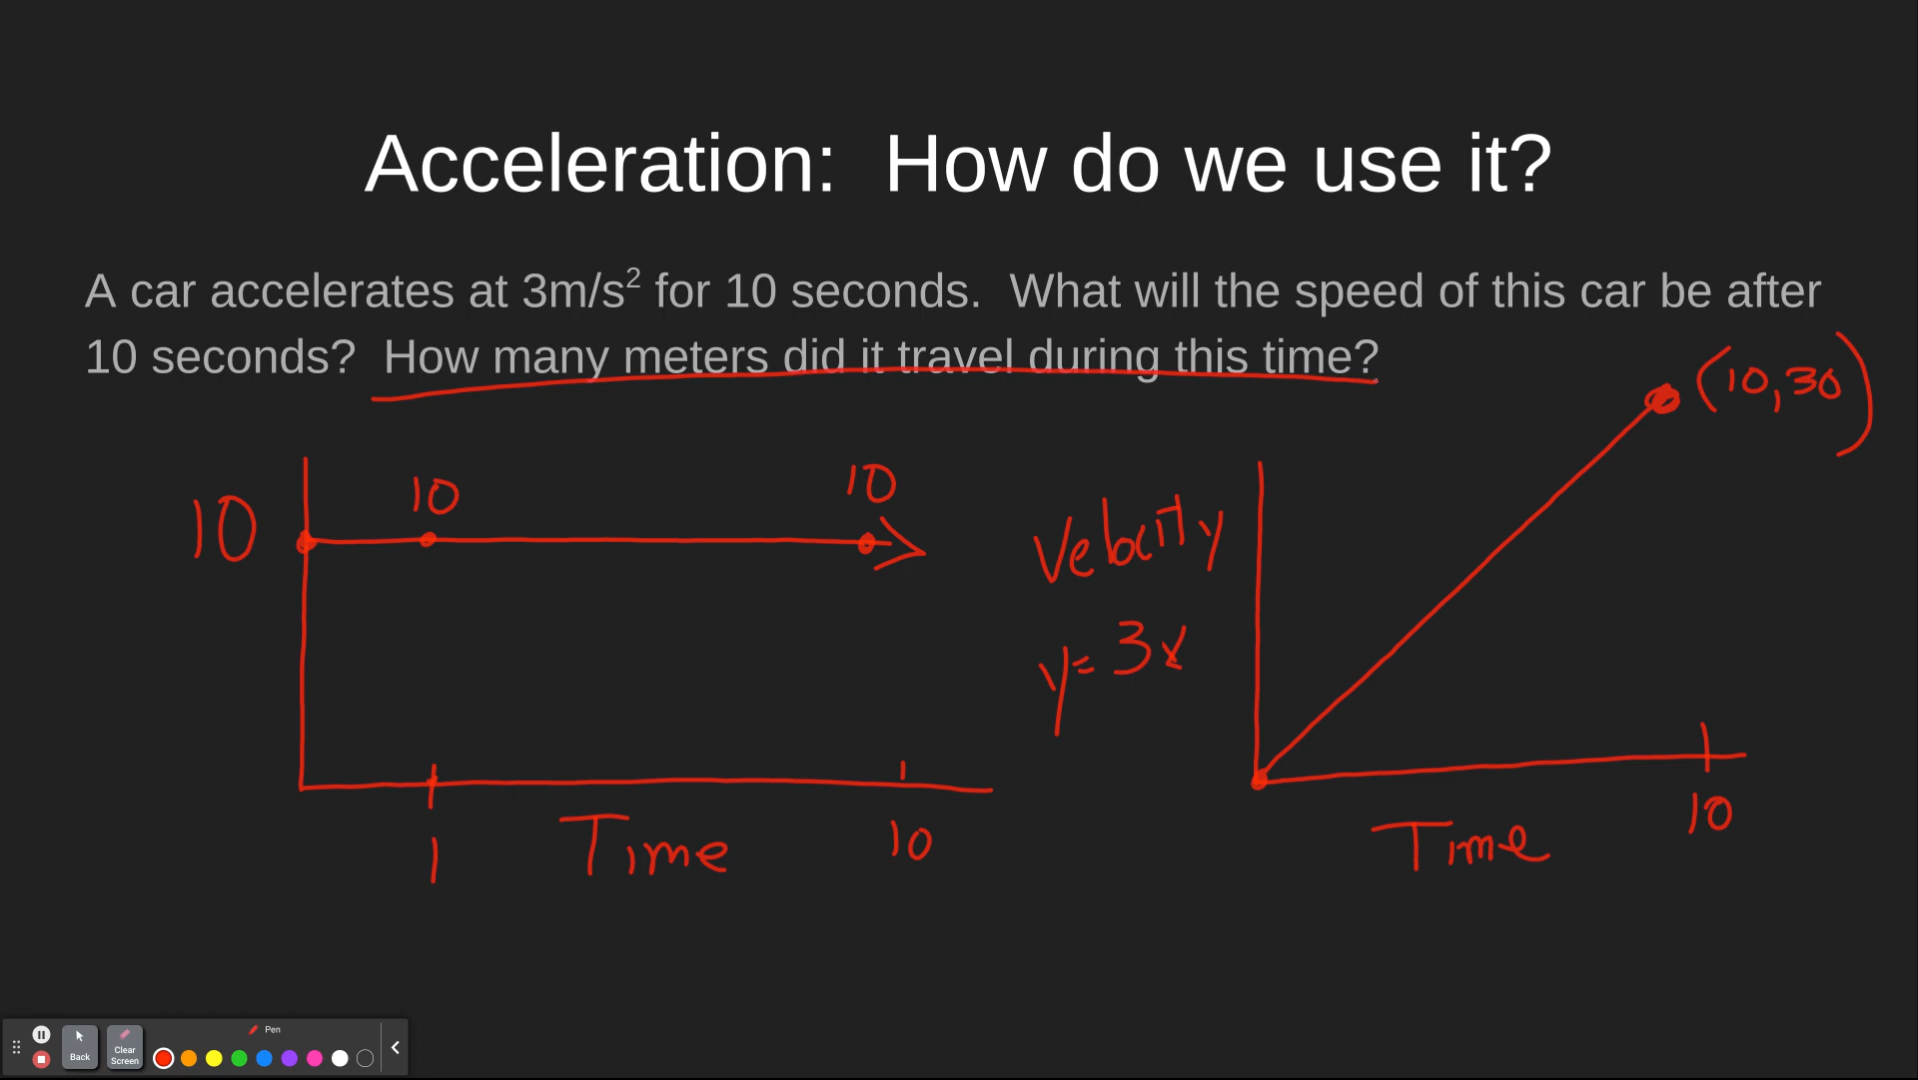 Acceleration:  How do we use it?
A car accelerates at 3m/s² for 10 seconds.  What will the speed of this car be after
10 seconds?  How many meters did it travel during this time?
(10,30)
10
10
10
Velocity
y=3x
1
Time
10
Time
10
Pen
Back
Clear
Screen